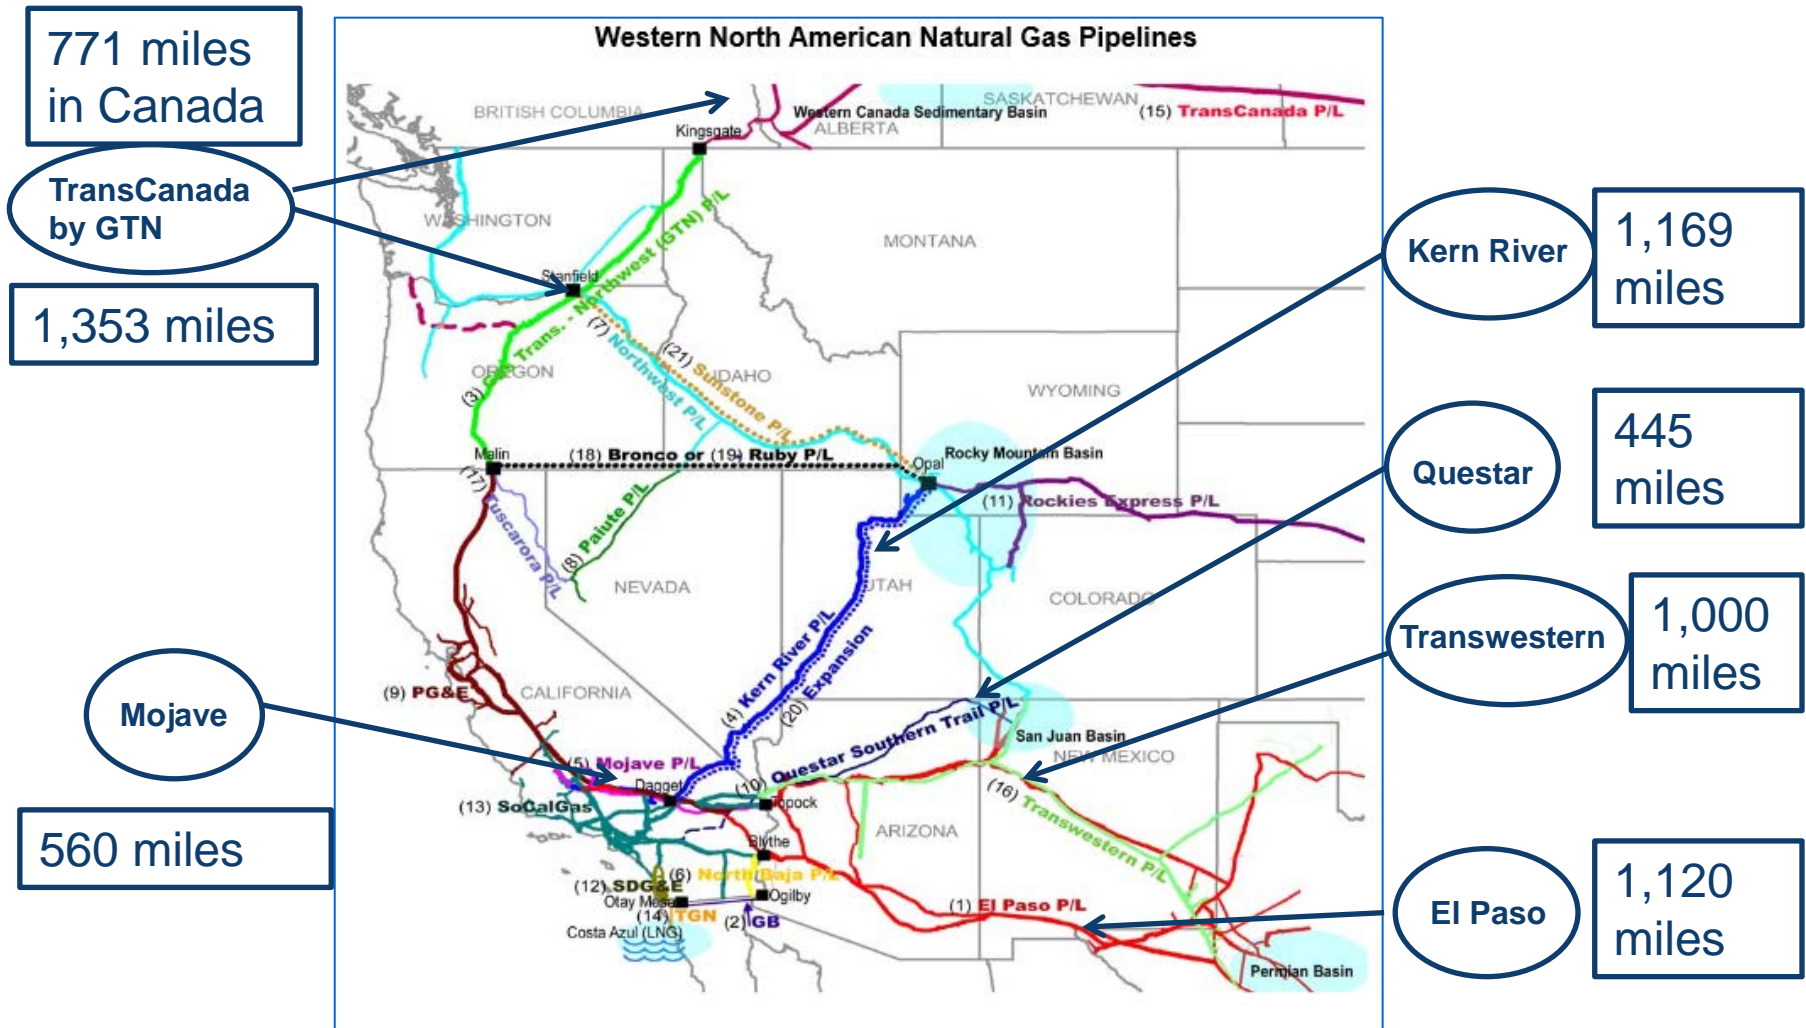 771 miles
in Canada
TransCanada
by GTN
1,353 miles
Mojave
560 miles
Western North American Natural Gas Pipelines
BRITISH COLUMBIA
SASKATCHEWAN
Western Canada Sedimentary Basin
(15) TransCanada P/L
ALBERTA
Kingsgate
WASHINGTON
MONTANA
Stanfield
(3) Gas Trans. - Northwest (GTN) P/L
(7) Northwest P/L
(21) Sunstone P/L
OREGON
IDAHO
WYOMING
Malin
(18) Bronco or (19) Ruby P/L
Opal
Rocky Mountain Basin
(17) Tuscarora P/L
(8) Paiute P/L
(11) Rockies Express P/L
NEVADA
UTAH
COLORADO
(4) Kern River P/L
(20) Expansion
(9) PG&E
CALIFORNIA
(10) Questar Southern Trail P/L
San Juan Basin
NEW MEXICO
(5) Mojave P/L
Dagget
Topock
(13) SoCalGas
(16) Transwestern P/L
ARIZONA
Blythe
(6) North Baja P/L
(12) SDG&E
Otay Mesa
Ogilby
(14) TGN
(2) GB
(1) El Paso P/L
Costa Azul (LNG)
Permian Basin
Kern River
1,169
miles
Questar
445
miles
Transwestern
1,000
miles
El Paso
1,120
miles